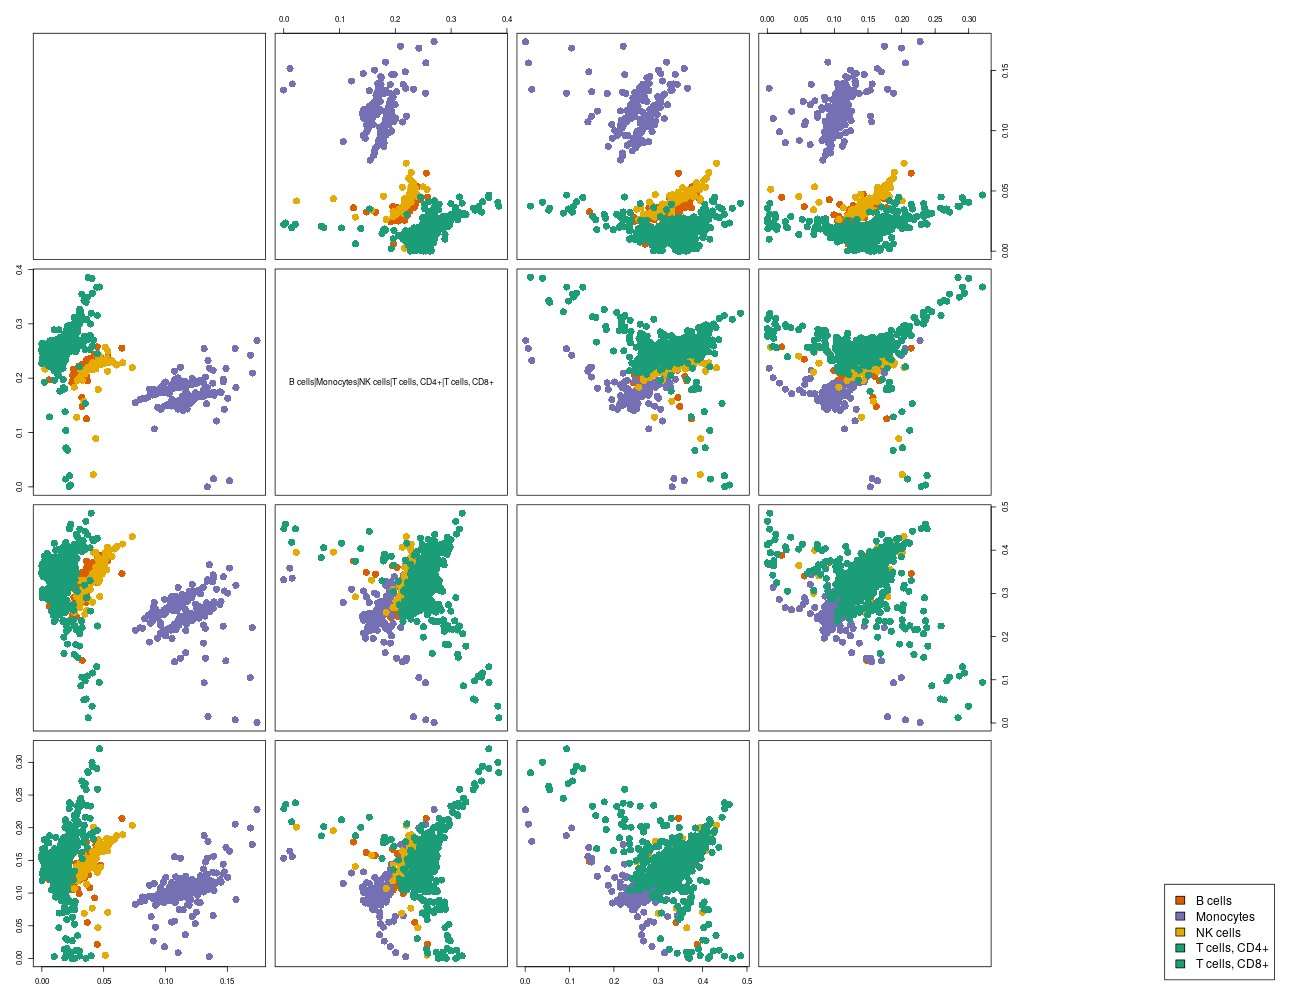 0.0 0.1 0.2 0.3 0.4
0.00 0.05 0.10 0.15 0.20 0.25 0.30
0.15
0.10
0.05
0.00
0.4
0.3
0.2
0.1
0.0
B cells|Monocytes|NK cells|T cells, CD4+|T cells, CD8+
0.5
0.4
0.3
0.2
0.1
0.0
0.30
0.25
0.20
0.15
0.10
0.05
0.00
0.00 0.05 0.10 0.15
0.0 0.1 0.2 0.3 0.4 0.5
B cells
Monocytes
NK cells
T cells, CD4+
T cells, CD8+